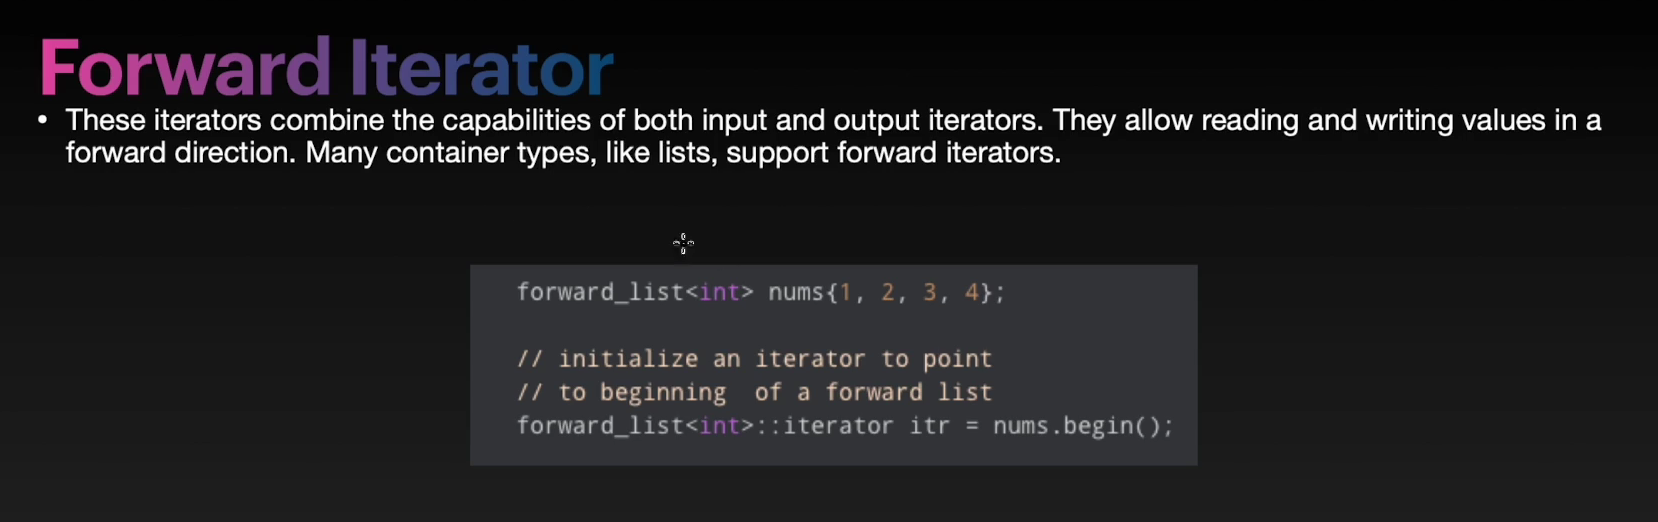 Forward Iterator
• These iterators combine the capabilities of both input and output iterators. They allow reading and writing values in a
forward direction. Many container types, like lists, support forward iterators.
forward_list<int> nums{1, 2, 3, 4};
// initialize an iterator to point
// to beginning  of a forward list
forward_list<int>::iterator itr = nums.begin();